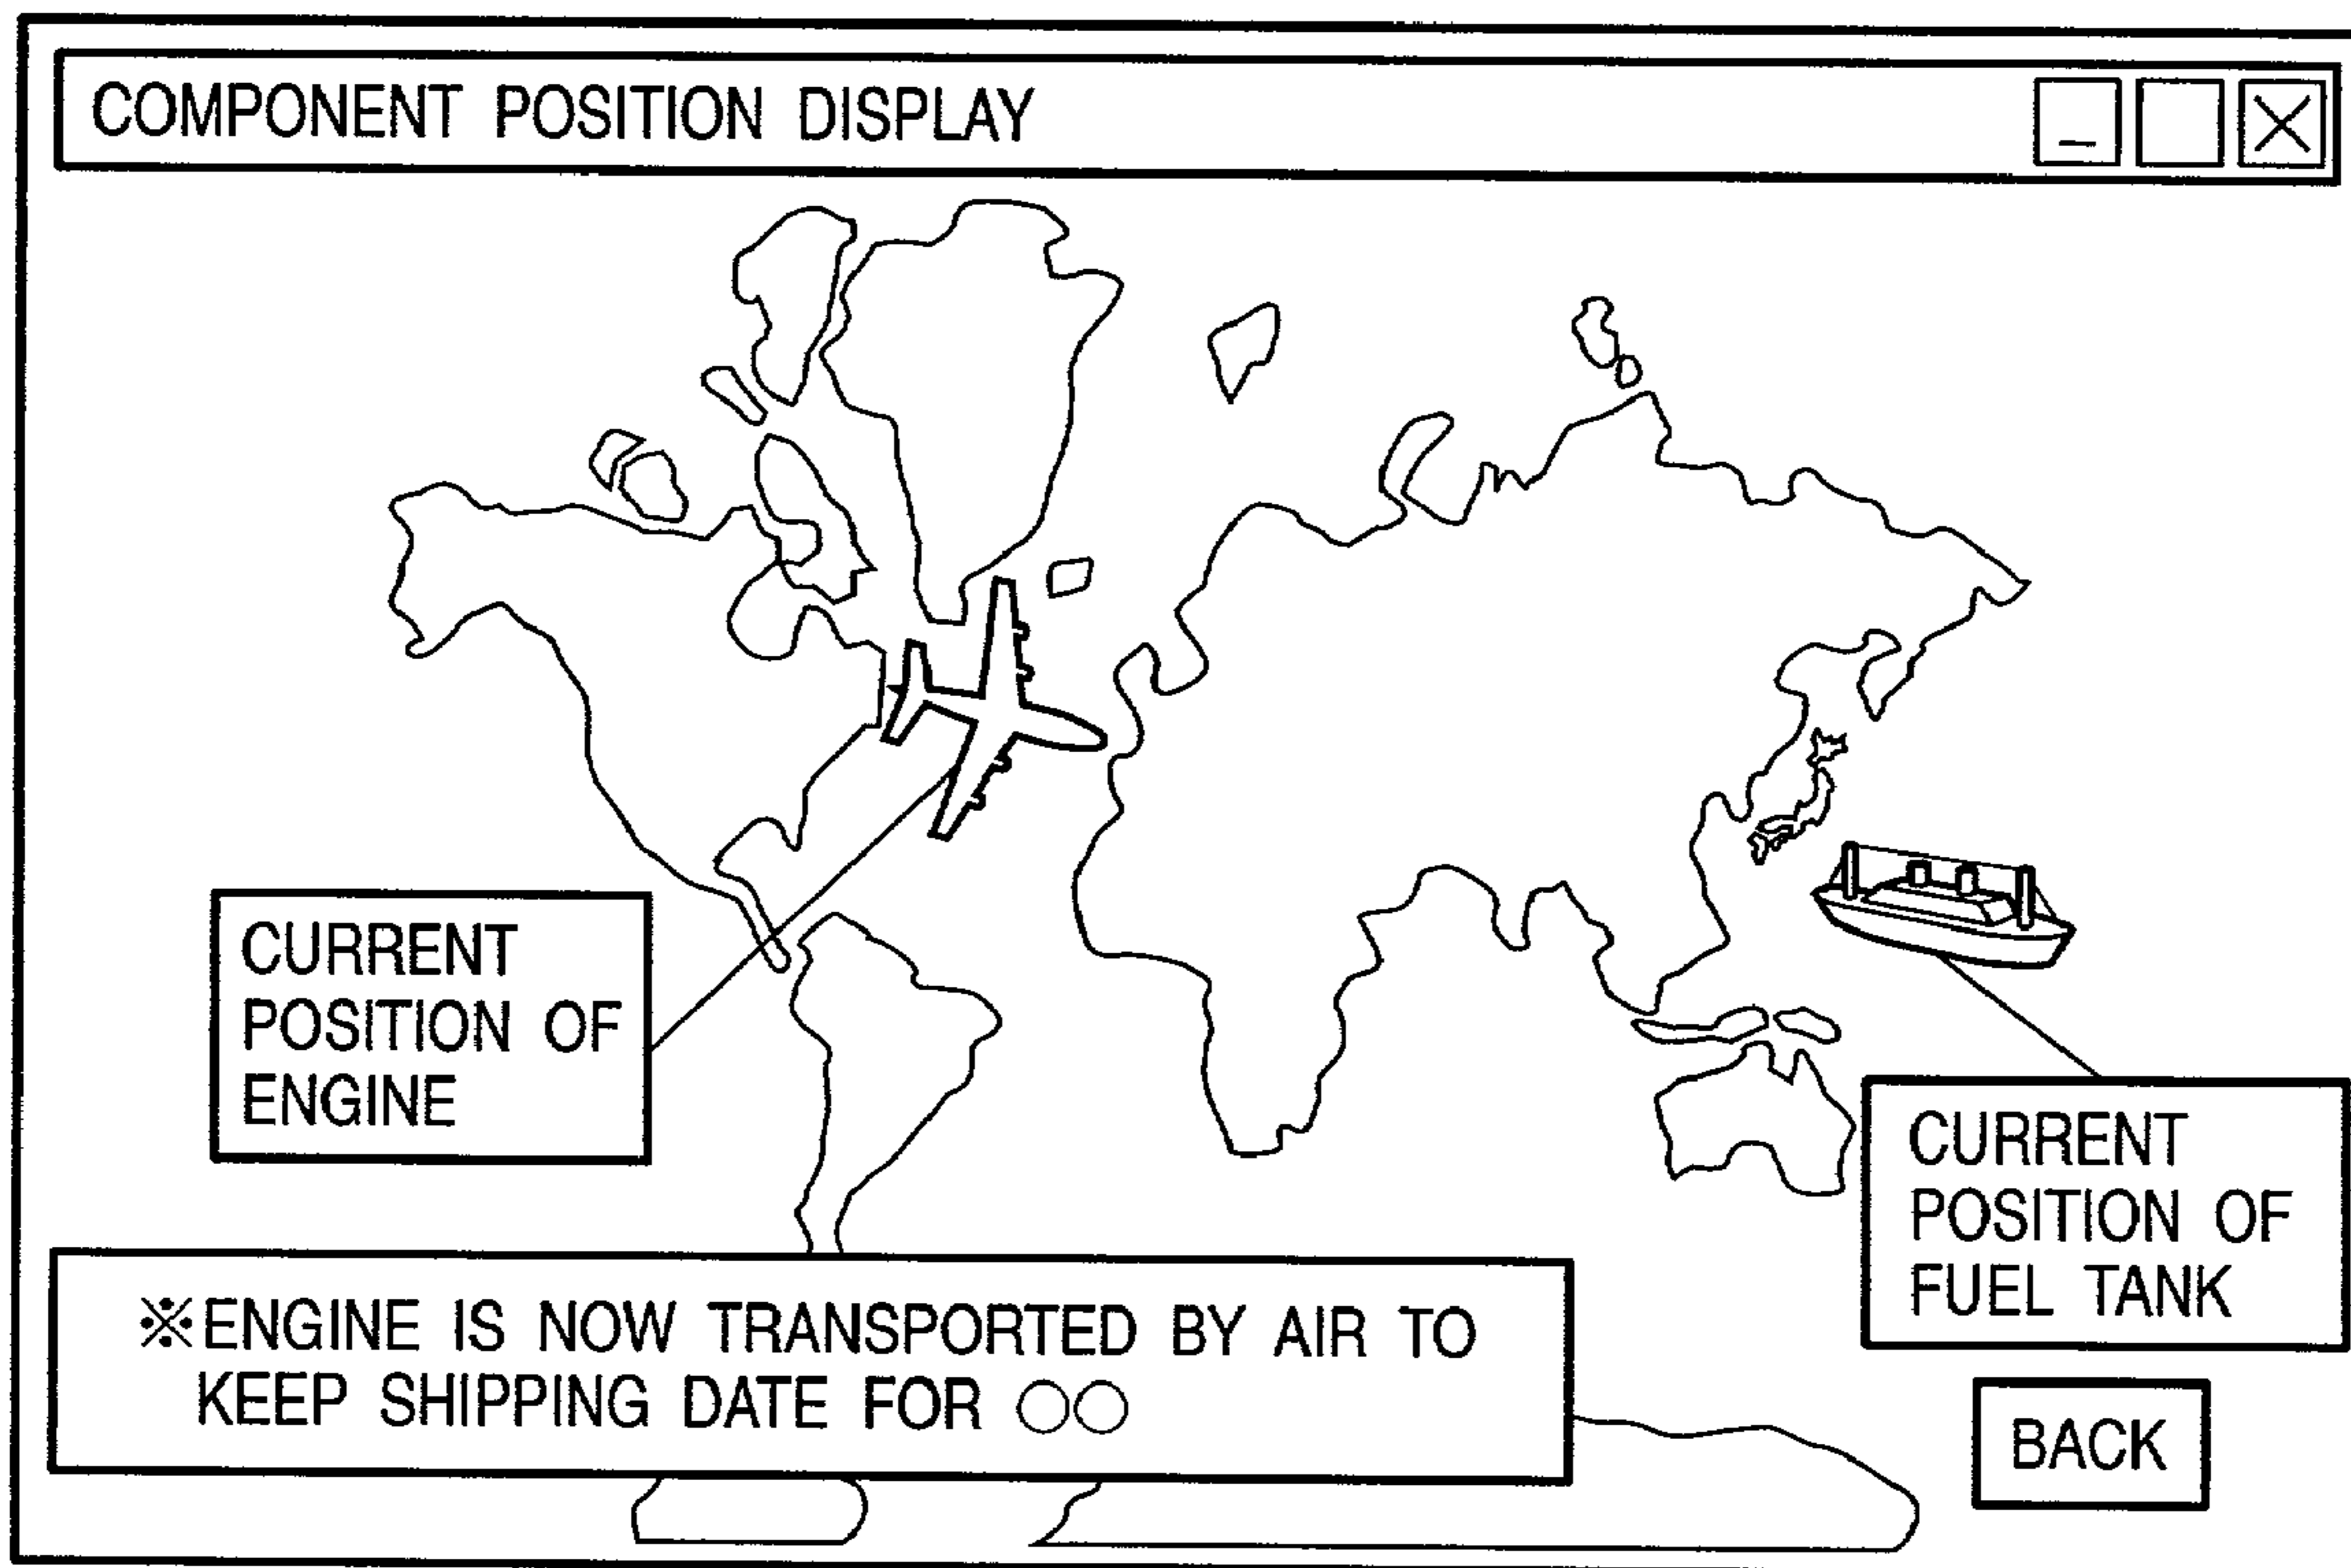 COMPONENT POSITION DISPLAY
CURRENT
POSITION OF
ENGINE
CURRENT
POSITION OF
FUEL TANK
※ENGINE IS NOW TRANSPORTED BY AIR TO
KEEP SHIPPING DATE FOR ○○
BACK